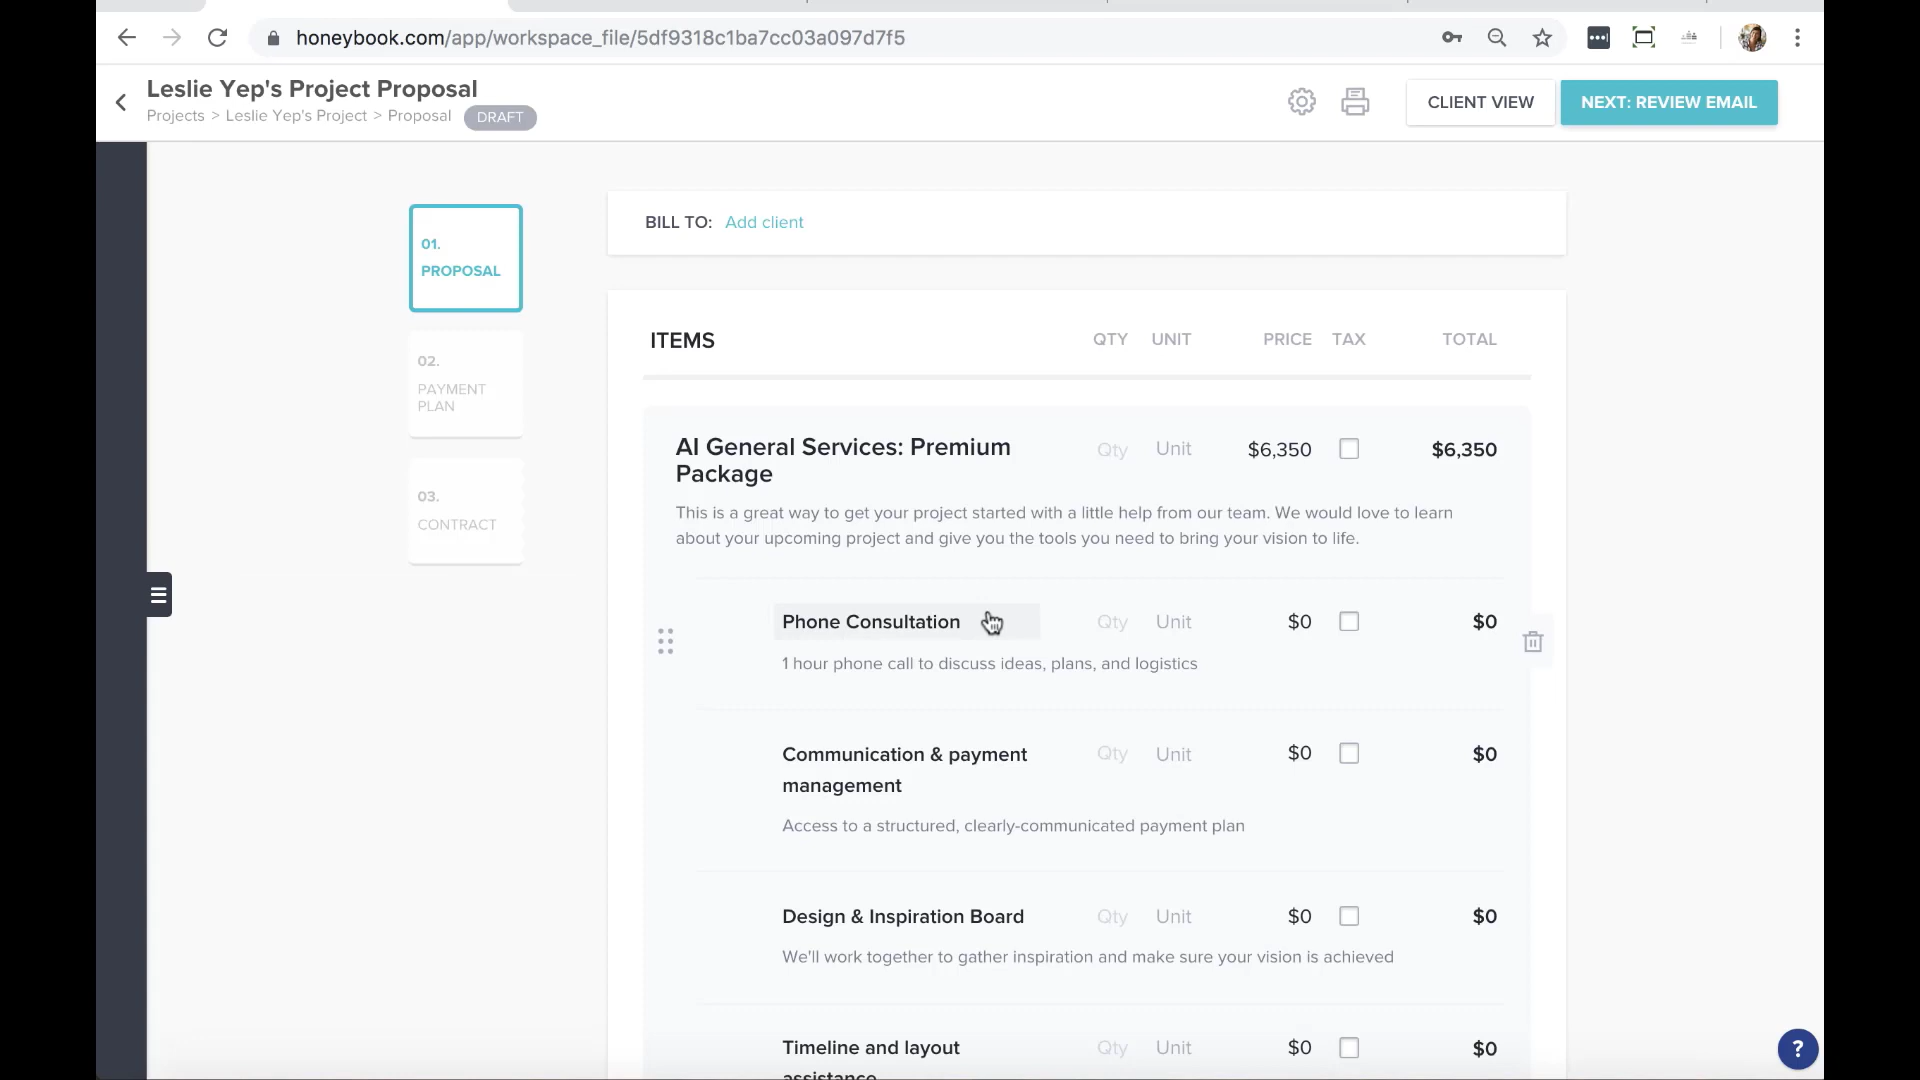 honeybook.com/app/workspace_file/5df9318c1ba7cc03a097d7f5
Leslie Yep's Project Proposal
Projects > Leslie Yep's Project > Proposal DRAFT
CLIENT VIEW
NEXT: REVIEW EMAIL
01.
PROPOSAL
02.
PAYMENT
PLAN
03.
CONTRACT
BILL TO: Add client
ITEMS QTY UNIT PRICE TAX TOTAL
AI General Services: Premium Qty Unit $6,350 $6,350
Package
This is a great way to get your project started with a little help from our team. We would love to learn
about your upcoming project and give you the tools you need to bring your vision to life.
Phone Consultation Qty Unit $0 $0
1 hour phone call to discuss ideas, plans, and logistics
Communication & payment Qty Unit $0 $0
management
Access to a structured, clearly-communicated payment plan
Design & Inspiration Board Qty Unit $0 $0
We'll work together to gather inspiration and make sure your vision is achieved
Timeline and layout Qty Unit $0 $0
assistance
?